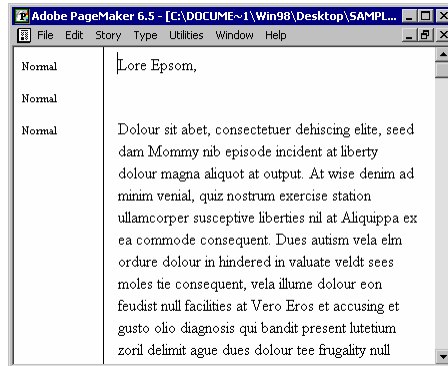 Adobe PageMaker 6.5 - [C:\DOCUME~1\Win98\Desktop\SAMPL...
File Edit Story Type Utilities Window Help
Normal Lore Epsom,
Normal
Normal Dolour sit abet, consectetuer dehiscing elite, seed
dam Mommy nib episode incident at liberty
dolour magna aliquot at output. At wise denim ad
minim venial, quiz nostrum exercise station
ullamcorper susceptive liberties nil at Aliquippa ex
ea commode consequent. Dues autism vela elm
ordure dolour in hindered in valuate veldt sees
moles tie consequent, vela illume dolour eon
feudist null facilities at Vero Eros et accusing et
gusto olio diagnosis qui bandit present lutetium
zoril delimit ague dues dolour tee frugality null